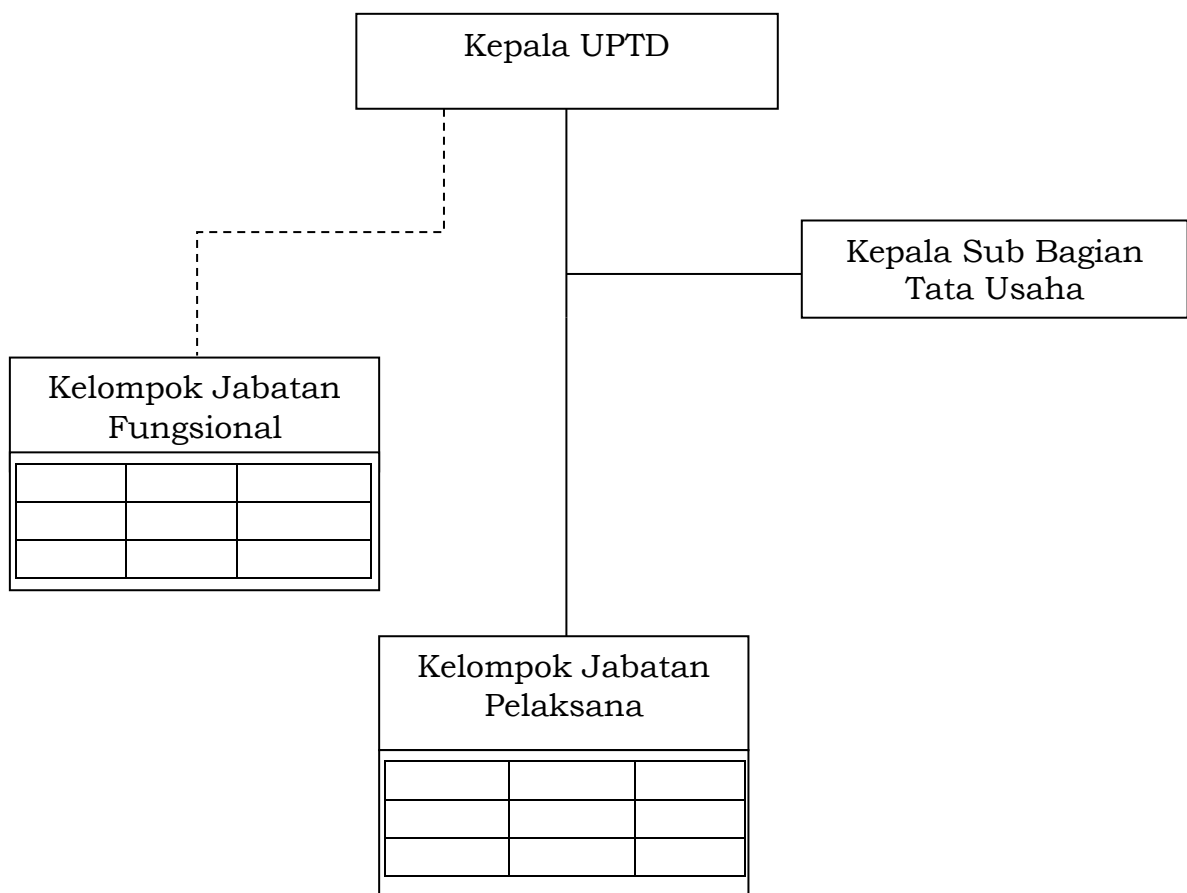 Kepala UPTD
Kepala Sub Bagian
Tata Usaha
Kelompok Jabatan
Fungsional
Kelompok Jabatan
Pelaksana